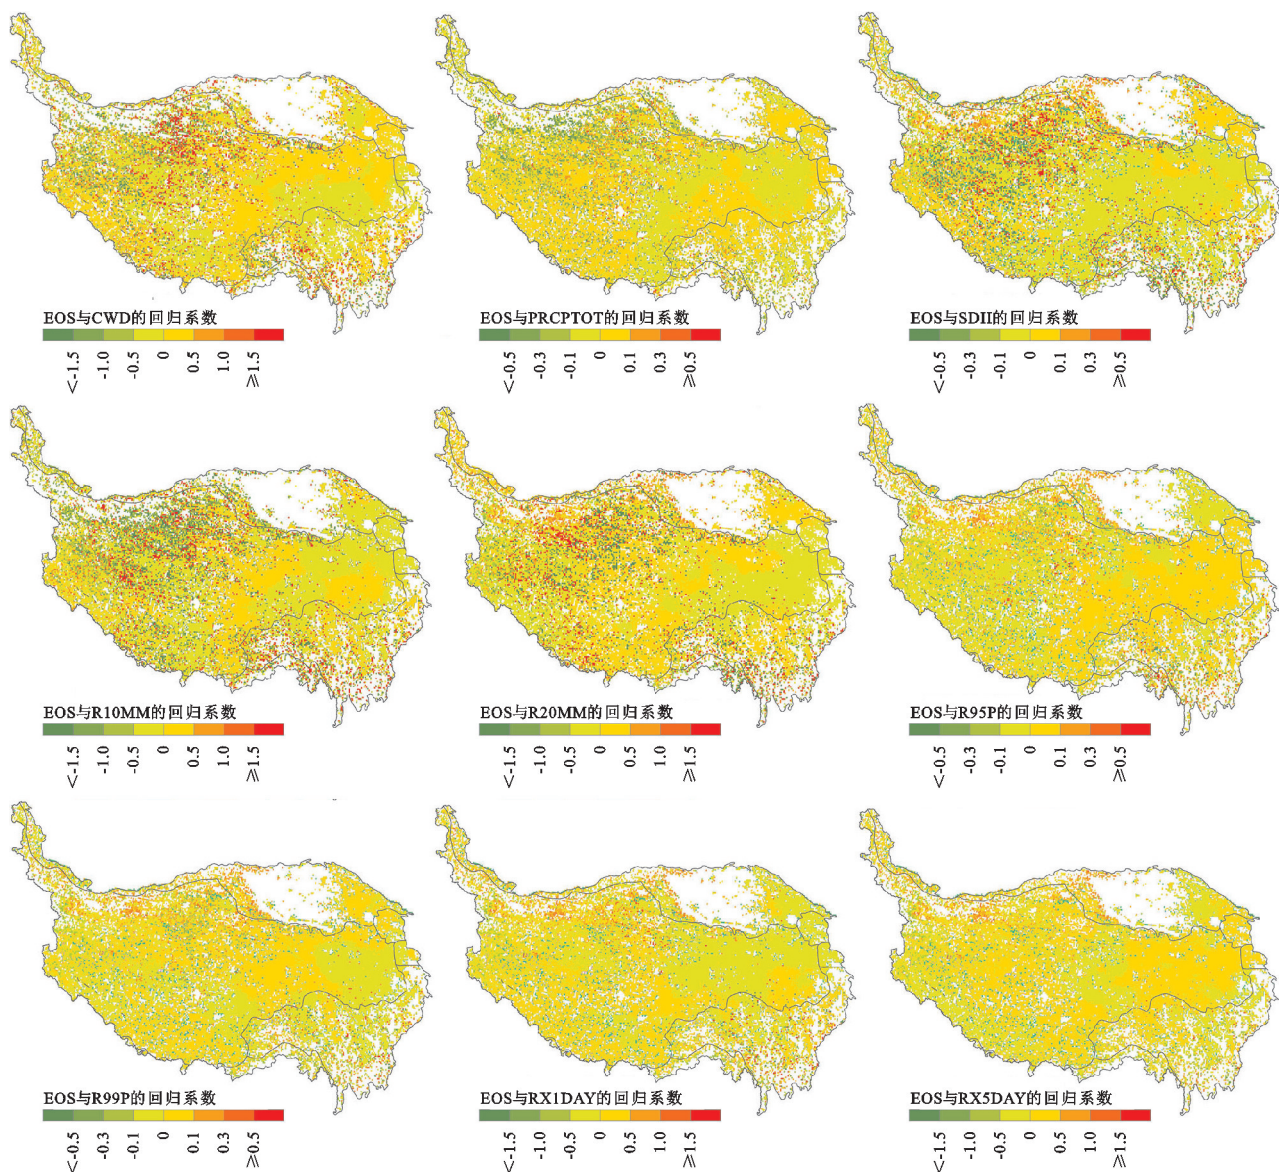 EOS与CWD的回归系数
<-1.5 -1.0 -0.5 0 0.5 1.0 ≥1.5
EOS与PRCPTOT的回归系数
<-0.5 -0.3 -0.1 0 0.1 0.3 ≥0.5
EOS与SDII的回归系数
<-0.5 -0.3 -0.1 0 0.1 0.3 ≥0.5
EOS与R10MM的回归系数
<-1.5 -1.0 -0.5 0 0.5 1.0 ≥1.5
EOS与R20MM的回归系数
<-1.5 -1.0 -0.5 0 0.5 1.0 ≥1.5
EOS与R95P的回归系数
<-0.5 -0.3 -0.1 0 0.1 0.3 ≥0.5
EOS与R99P的回归系数
<-0.5 -0.3 -0.1 0 0.1 0.3 ≥0.5
EOS与RX1DAY的回归系数
<-1.5 -1.0 -0.5 0 0.5 1.0 ≥1.5
EOS与RX5DAY的回归系数
<-1.5 -1.0 -0.5 0 0.5 1.0 ≥1.5